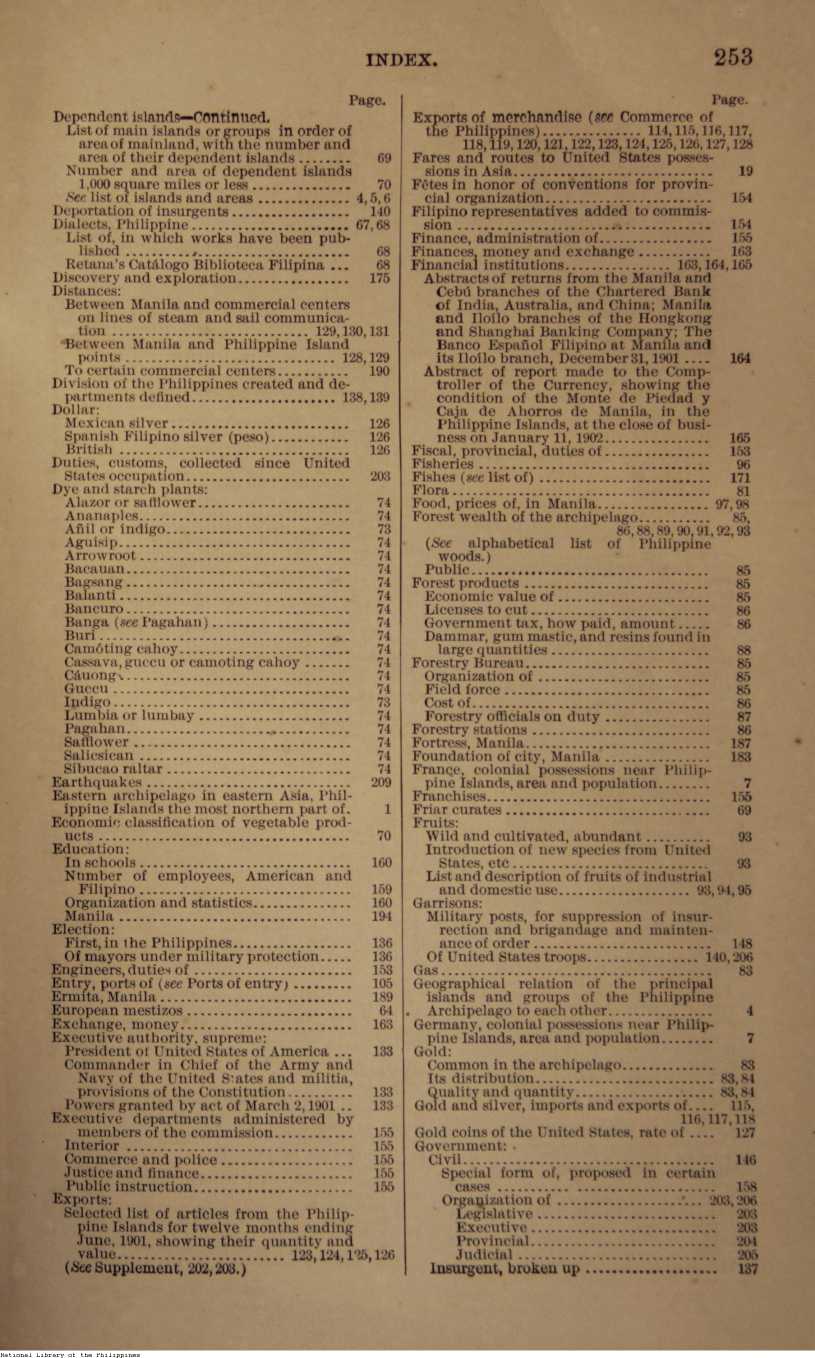 INDEX.
253
Page.
Dependent islands—Continued.
List of main islands or groups in order of
area of mainland, with the number and
area of their dependent islands ........ 69
Number and area of dependent islands
1,000 square miles or less ............... 70
See list of islands and areas .............. 4, 5, 6
Deportation of insurgents .................. 140
Dialects, Philippine ........................ 67, 68
List of, in which works have been pub-
lished ................................... 68
Retana's Catálogo Biblioteca Filipina ... 68
Discovery and exploration ................. 175
Distances:
Between Manila and commercial centers
on lines of steam and sail communica-
tion .............................. 129, 130, 131
Between Manila and Philippine Island
points ................................ 128, 129
To certain commercial centers ........... 190
Division of the Philippines created and de-
partments defined ...................... 138, 139
Dollar:
Mexican silver ........................... 126
Spanish Filipino silver (peso) ............ 126
British ................................... 126
Duties, customs, collected since United
States occupation ......................... 203
Dye and starch plants:
Alazor or safflower ....................... 74
Ananaples ................................ 74
Añil or indigo ............................ 73
Aguisip ................................... 74
Arrowroot ................................ 74
Bacauan .................................. 74
Bagsang .................................. 74
Balanti ................................... 74
Bancuro .................................. 74
Banga (see Pagahan) ..................... 74
Buri ...................................... 74
Camóting cahoy .......................... 74
Cassava, guccu or camoting cahoy ....... 74
Cáuong ................................... 74
Guccu .................................... 74
Indigo .................................... 73
Lumbia or lumbay ....................... 74
Pagahan .................................. 74
Safflower ................................. 74
Salicsican ................................ 74
Sibucao raltar ............................ 74
Earthquakes ............................... 209
Eastern archipelago in eastern Asia, Phil-
ippine Islands the most northern part of. 1
Economic classification of vegetable prod-
ucts ...................................... 70
Education:
In schools ................................ 160
Number of employees, American and
Filipino ................................ 159
Organization and statistics ............... 160
Manila ................................... 194
Election:
First, in the Philippines .................. 136
Of mayors under military protection ..... 136
Engineers, duties of ........................ 153
Entry, ports of (see Ports of entry) ......... 105
Ermita, Manila ............................. 189
European mestizos ......................... 64
Exchange, money .......................... 163
Executive authority, supreme:
President of United States of America ... 133
Commander in Chief of the Army and
Navy of the United States and militia,
provisions of the Constitution .......... 133
Powers granted by act of March 2, 1901 .. 133
Executive departments administered by
members of the commission ............ 155
Interior .................................. 155
Commerce and police .................... 155
Justice and finance ....................... 155
Public instruction ........................ 155
Exports:
Selected list of articles from the Philip-
pine Islands for twelve months ending
June, 1901, showing their quantity and
value ......................... 123, 124, 125, 126
(See Supplement, 202, 203.)
Page.
Exports of merchandise (see Commerce of
the Philippines) ............... 114, 115, 116, 117,
118, 119, 120, 121, 122, 123, 124, 125, 126, 127, 128
Fares and routes to United States posses-
sions in Asia .............................. 19
Fêtes in honor of conventions for provin-
cial organization ......................... 154
Filipino representatives added to commis-
sion ...................................... 154
Finance, administration of ................. 155
Finances, money and exchange ........... 163
Financial institutions ................ 163, 164, 165
Abstracts of returns from the Manila and
Cebú branches of the Chartered Bank
of India, Australia, and China; Manila
and Iloílo branches of the Hongkong
and Shanghai Banking Company; The
Banco Español Filipino at Manila and
its Iloílo branch, December 31, 1901 .... 164
Abstract of report made to the Comp-
troller of the Currency, showing the
condition of the Monte de Piedad y
Caja de Ahorros de Manila, in the
Philippine Islands, at the close of busi-
ness on January 11, 1902 ................ 165
Fiscal, provincial, duties of ................ 153
Fisheries ................................... 96
Fishes (see list of) .......................... 171
Flora ....................................... 81
Food, prices of, in Manila ................. 97, 98
Forest wealth of the archipelago ........... 85,
86, 88, 89, 90, 91, 92, 93
(See alphabetical list of Philippine
woods.)
Public .................................... 85
Forest products ............................ 85
Economic value of ....................... 85
Licenses to cut ........................... 86
Government tax, how paid, amount ..... 86
Dammar, gum mastic, and resins found in
large quantities ........................ 88
Forestry Bureau ............................ 85
Organization of .......................... 85
Field force ............................... 85
Cost of .................................... 86
Forestry officials on duty ................ 87
Forestry stations ........................... 86
Fortress, Manila ............................ 187
Foundation of city, Manila ................ 183
France, colonial possessions near Philip-
pine Islands, area and population ........ 7
Franchises .................................. 155
Friar curates ............................... 69
Fruits:
Wild and cultivated, abundant .......... 93
Introduction of new species from United
States, etc .............................. 93
List and description of fruits of industrial
and domestic use .................... 93, 94, 95
Garrisons:
Military posts, for suppression of insur-
rection and brigandage and mainten-
ance of order ........................... 148
Of United States troops ................. 140, 206
Gas ......................................... 83
Geographical relation of the principal
islands and groups of the Philippine
Archipelago to each other ................ 4
Germany, colonial possessions near Philip-
pine Islands, area and population ........ 7
Gold:
Common in the archipelago .............. 83
Its distribution .......................... 83, 84
Quality and quantity ..................... 83, 84
Gold and silver, imports and exports of .... 115,
116, 117, 118
Gold coins of the United States, rate of .... 127
Government:
Civil ...................................... 146
Special form of, proposed in certain
cases ................................. 158
Organization of ....................... 203, 206
Legislative ............................ 203
Executive ............................. 203
Provincial ............................. 204
Judicial ............................... 205
Insurgent, broken up .................... 137
National Library of the Philippines